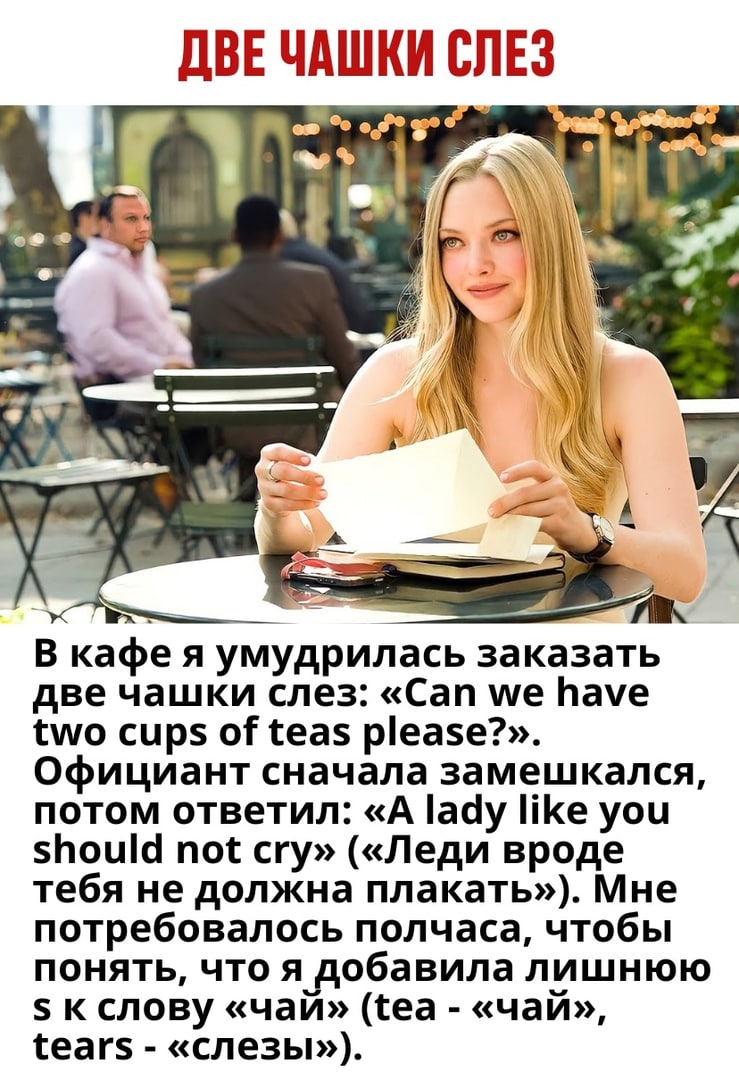 ДВЕ ЧАШКИ СЛЕЗ
В кафе я умудрилась заказать
две чашки слез: «Can we have
two cups of teas please?».
Официант сначала замешкался,
потом ответил: «A lady like you
should not cry» («Леди вроде
тебя не должна плакать»). Мне
потребовалось полчаса, чтобы
понять, что я добавила лишнюю
s к слову «чай» (tea - «чай»,
tears - «слезы»).